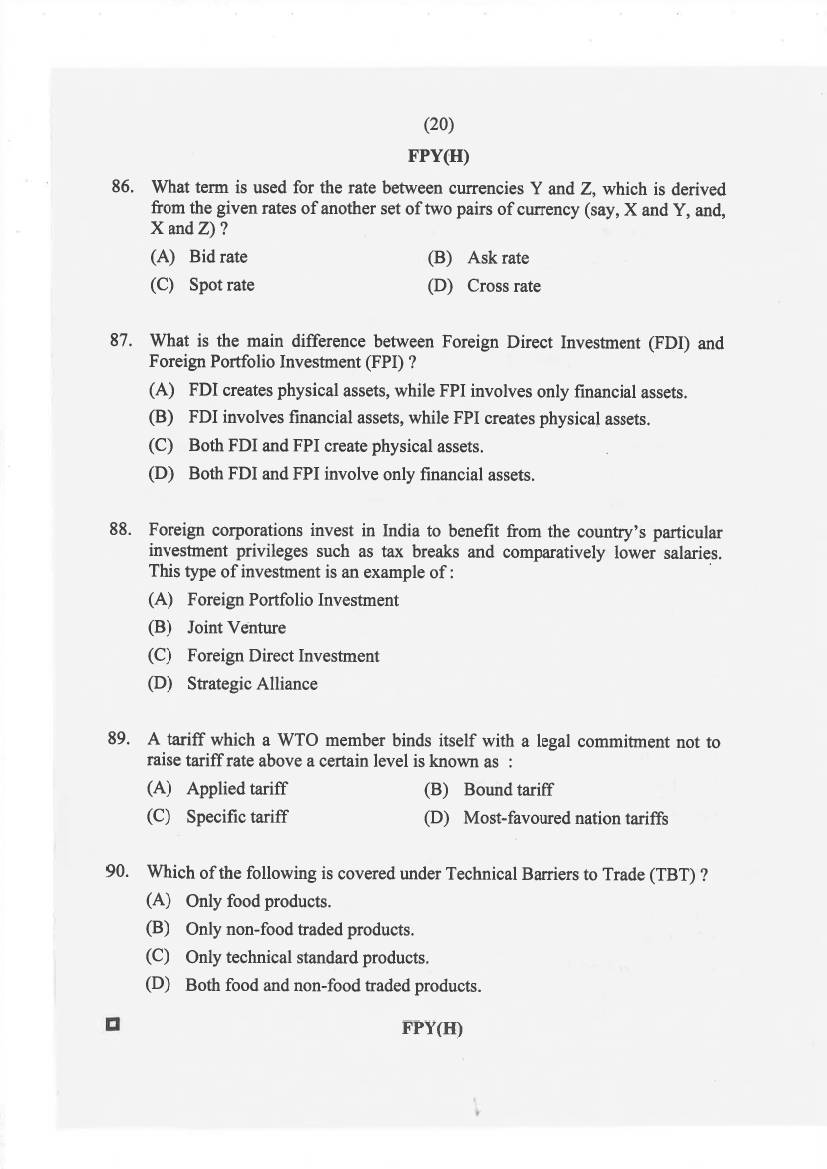 (20)
FPY(H)
86. What term is used for the rate between currencies Y and Z, which is derived
from the given rates of another set of two pairs of currency (say, X and Y, and,
X and Z) ?
(A) Bid rate (B) Ask rate
(C) Spot rate (D) Cross rate
87. What is the main difference between Foreign Direct Investment (FDI) and
Foreign Portfolio Investment (FPI) ?
(A) FDI creates physical assets, while FPI involves only financial assets.
(B) FDI involves financial assets, while FPI creates physical assets.
(C) Both FDI and FPI create physical assets.
(D) Both FDI and FPI involve only financial assets.
88. Foreign corporations invest in India to benefit from the country's particular
investment privileges such as tax breaks and comparatively lower salaries.
This type of investment is an example of :
(A) Foreign Portfolio Investment
(B) Joint Venture
(C) Foreign Direct Investment
(D) Strategic Alliance
89. A tariff which a WTO member binds itself with a legal commitment not to
raise tariff rate above a certain level is known as :
(A) Applied tariff (B) Bound tariff
(C) Specific tariff (D) Most-favoured nation tariffs
90. Which of the following is covered under Technical Barriers to Trade (TBT) ?
(A) Only food products.
(B) Only non-food traded products.
(C) Only technical standard products.
(D) Both food and non-food traded products.
FPY(H)